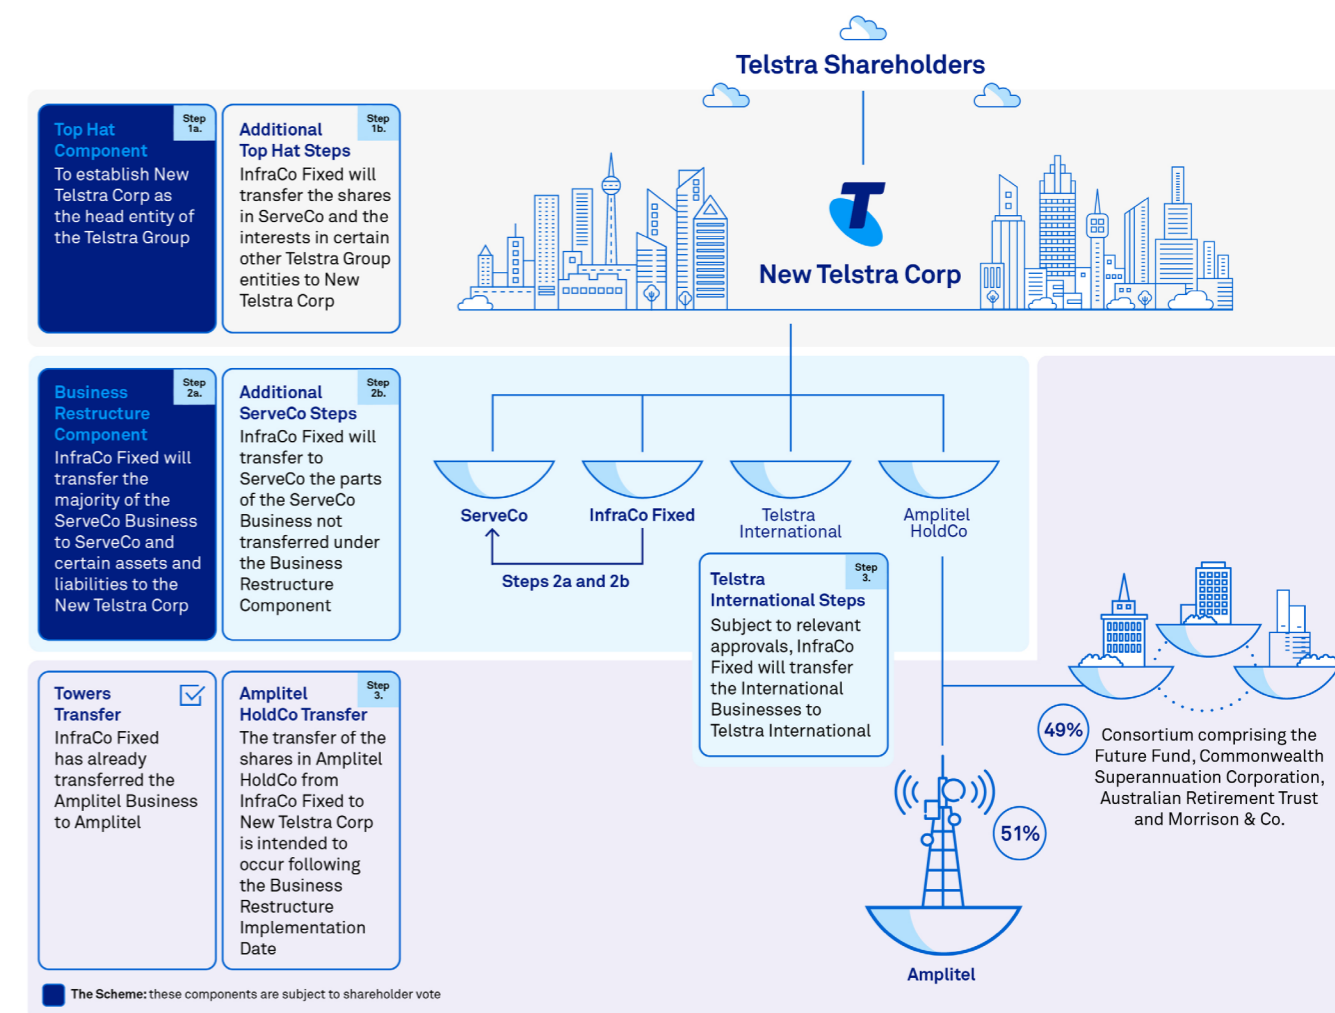 Telstra Shareholders
New Telstra Corp
Step
1a.
Top Hat
Component
To establish New
Telstra Corp as
the head entity of
the Telstra Group
Step
1b.
Additional
Top Hat Steps
InfraCo Fixed will
transfer the shares
in ServeCo and the
interests in certain
other Telstra Group
entities to New
Telstra Corp
Step
2a.
Business
Restructure
Component
InfraCo Fixed will
transfer the
majority of the
ServeCo Business
to ServeCo and
certain assets and
liabilities to the
New Telstra Corp
Step
2b.
Additional
ServeCo Steps
InfraCo Fixed will
transfer to
ServeCo the parts
of the ServeCo
Business not
transferred under
the Business
Restructure
Component
ServeCo
InfraCo Fixed
Telstra
International
Amplitel
HoldCo
Steps 2a and 2b
Step
3.
Telstra
International Steps
Subject to relevant
approvals, InfraCo
Fixed will transfer
the International
Businesses to
Telstra International
Towers
Transfer
InfraCo Fixed
has already
transferred the
Amplitel Business
to Amplitel
Step
3.
Amplitel
HoldCo Transfer
The transfer of the
shares in Amplitel
HoldCo from
InfraCo Fixed to
New Telstra Corp
is intended to
occur following
the Business
Restructure
Implementation
Date
49%
Consortium comprising the
Future Fund, Commonwealth
Superannuation Corporation,
Australian Retirement Trust
and Morrison & Co.
51%
Amplitel
The Scheme: these components are subject to shareholder vote